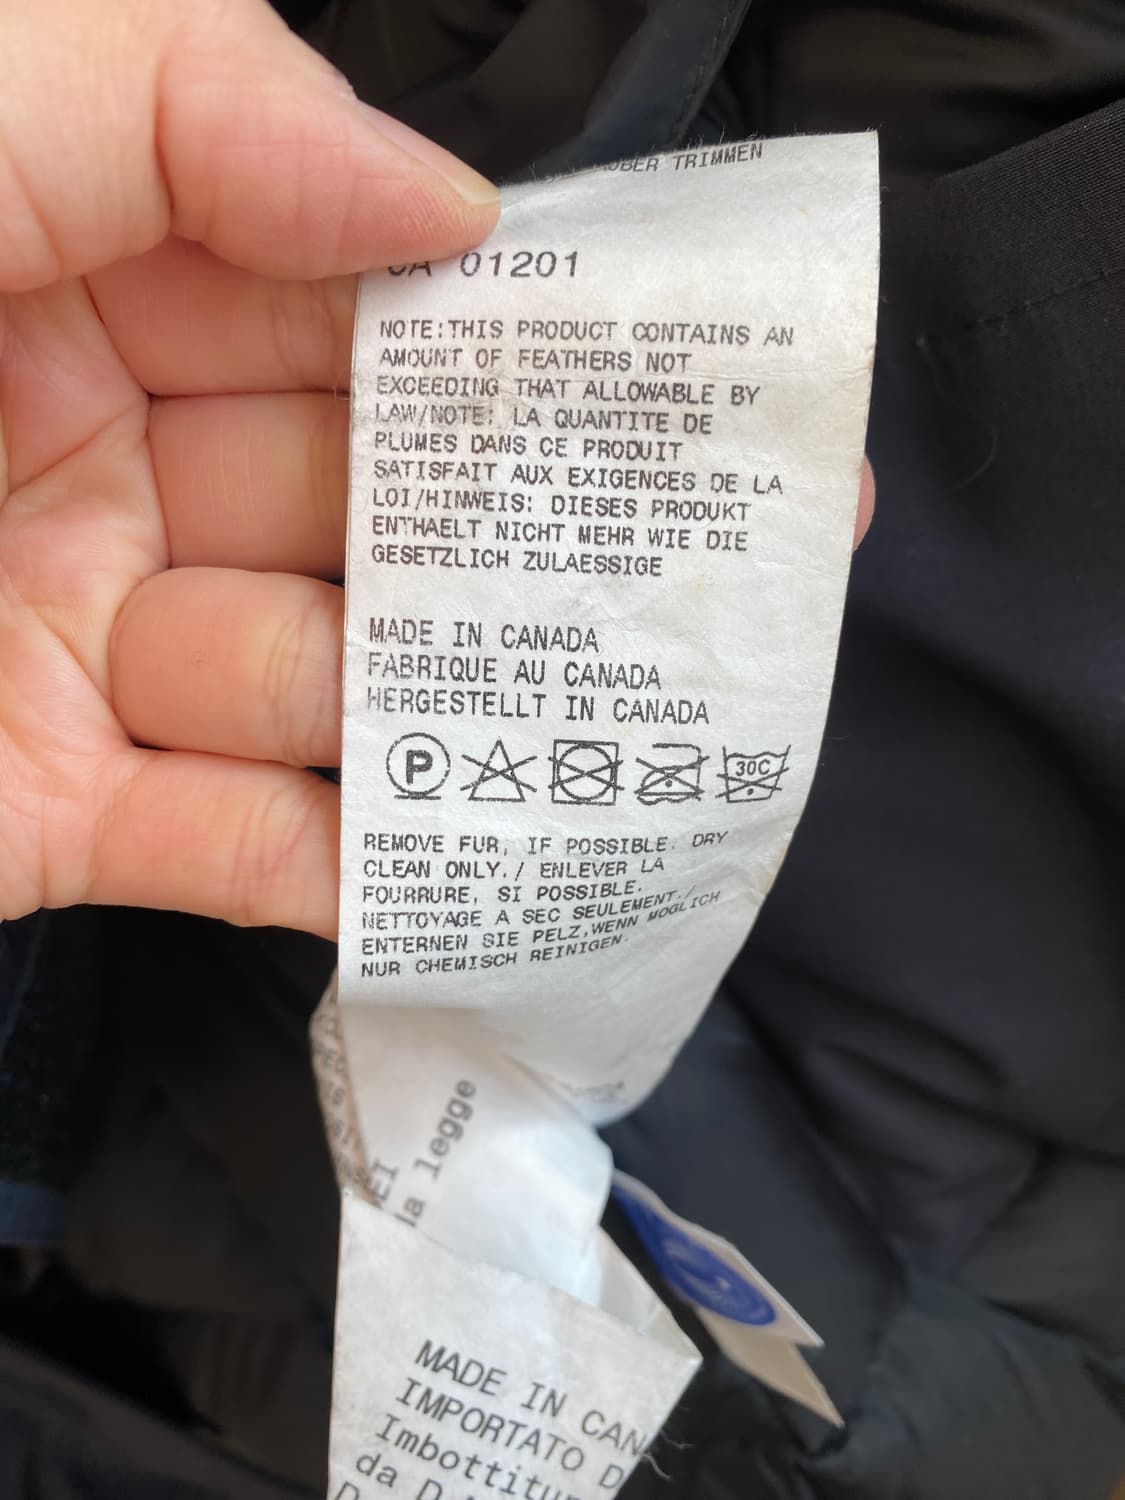 TRIMMEN
CA 01201
NOTE:THIS PRODUCT CONTAINS AN
AMOUNT OF FEATHERS NOT
EXCEEDING THAT ALLOWABLE BY
LAW/NOTE: LA QUANTITE DE
PLUMES DANS CE PRODUIT
SATISFAIT AUX EXIGENCES DE LA
LOI/HINWEIS: DIESES PRODUKT
ENTHAELT NICHT MEHR WIE DIE
GESETZLICH ZULAESSIGE
MADE IN CANADA
FABRIQUE AU CANADA
HERGESTELLT IN CANADA
P 30C
REMOVE FUR, IF POSSIBLE. DRY
CLEAN ONLY./ ENLEVER LA
FOURRURE, SI POSSIBLE.
NETTOYAGE A SEC SEULEMENT./
ENTERNEN SIE PELZ,WENN MOGLICH
NUR CHEMISCH REINIGEN.
la legge
MADE IN CAN
IMPORTATO D
Imbottitu
da D